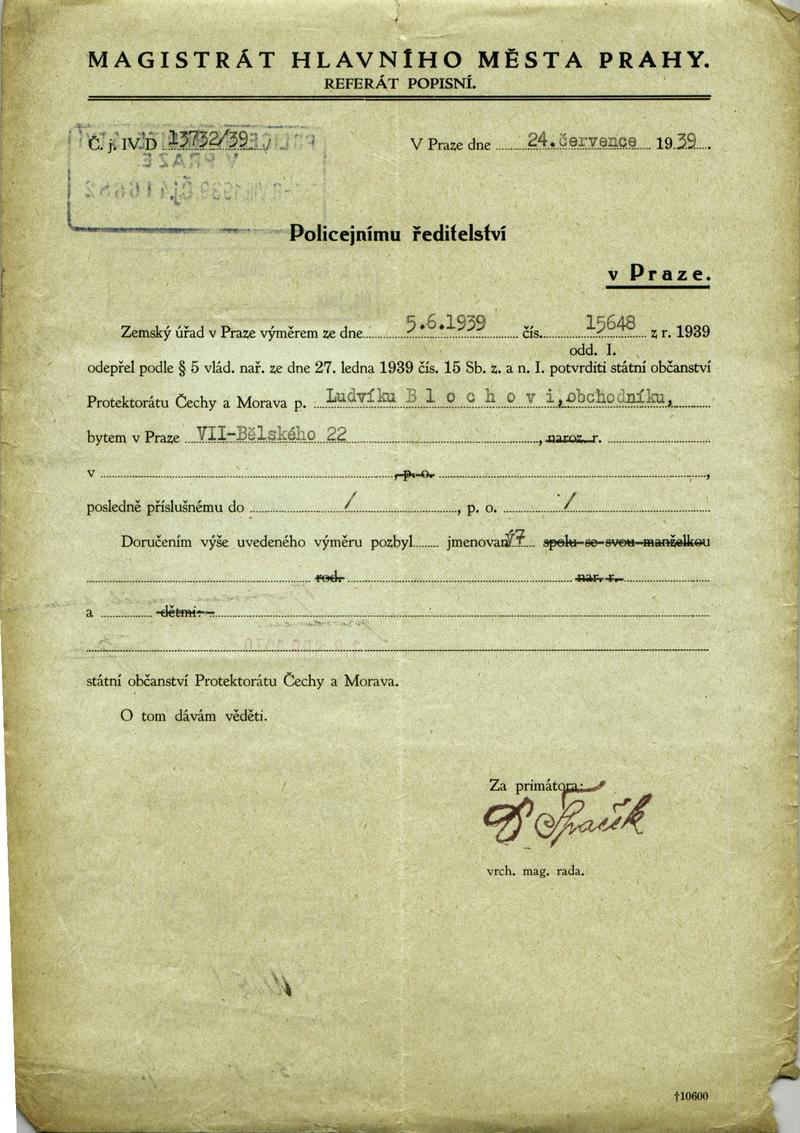 MAGISTRÁT HLAVNÍHO MĚSTA PRAHY.
REFERÁT POPISNÍ.
Č. j. IV.D 13732/39 V Praze dne 24.července 1939.
V PRAZE
Policejnímu ředitelství
v Praze.
Zemský úřad v Praze výměrem ze dne 5.6.1939 čís. 15648 z r. 1939
odd. I.
odepřel podle § 5 vlád. nař. ze dne 27. ledna 1939 čís. 15 Sb. z. a n. I. potvrditi státní občanství
Protektorátu Čechy a Morava p. Ludvíku B l o c h o v i, obchodníku,
bytem v Praze VII-Bělského 22, naroz. r.
v , p. o. ,
posledně příslušnému do / , p. o. /
Doručením výše uvedeného výměru pozbyl jmenovaný spolu se svou manželkou
rod. nar. r.
a dětmi:
státní občanství Protektorátu Čechy a Morava.
O tom dávám věděti.
Za primátora:
vrch. mag. rada.
†10600